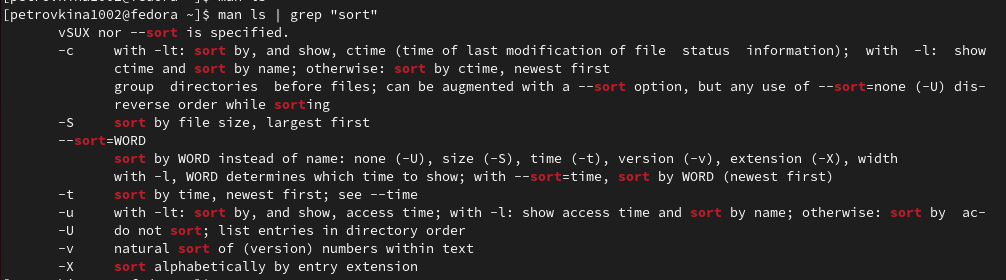 [petrovkina1002@fedora ~]$ man ls
[petrovkina1002@fedora ~]$ man ls | grep "sort"
vSUX nor --sort is specified.
-c     with -lt: sort by, and show, ctime (time of last modification of file  status  information);  with  -l:  show
ctime and sort by name; otherwise: sort by ctime, newest first
group  directories  before files; can be augmented with a --sort option, but any use of --sort=none (-U) dis-
reverse order while sorting
-S     sort by file size, largest first
--sort=WORD
sort by WORD instead of name: none (-U), size (-S), time (-t), version (-v), extension (-X), width
with -l, WORD determines which time to show; with --sort=time, sort by WORD (newest first)
-t     sort by time, newest first; see --time
-u     with -lt: sort by, and show, access time; with -l: show access time and sort by name; otherwise: sort by  ac-
-U     do not sort; list entries in directory order
-v     natural sort of (version) numbers within text
-X     sort alphabetically by entry extension